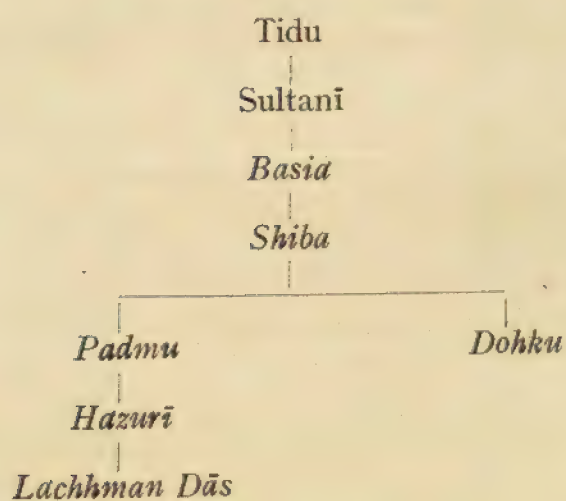 Tidu
Sultanī
Basia
Shiba
Padmu Dohku
Hazurī
Lachhman Dās